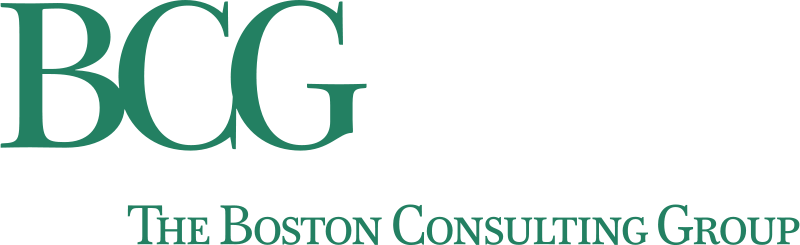 BCG
The Boston Consulting Group